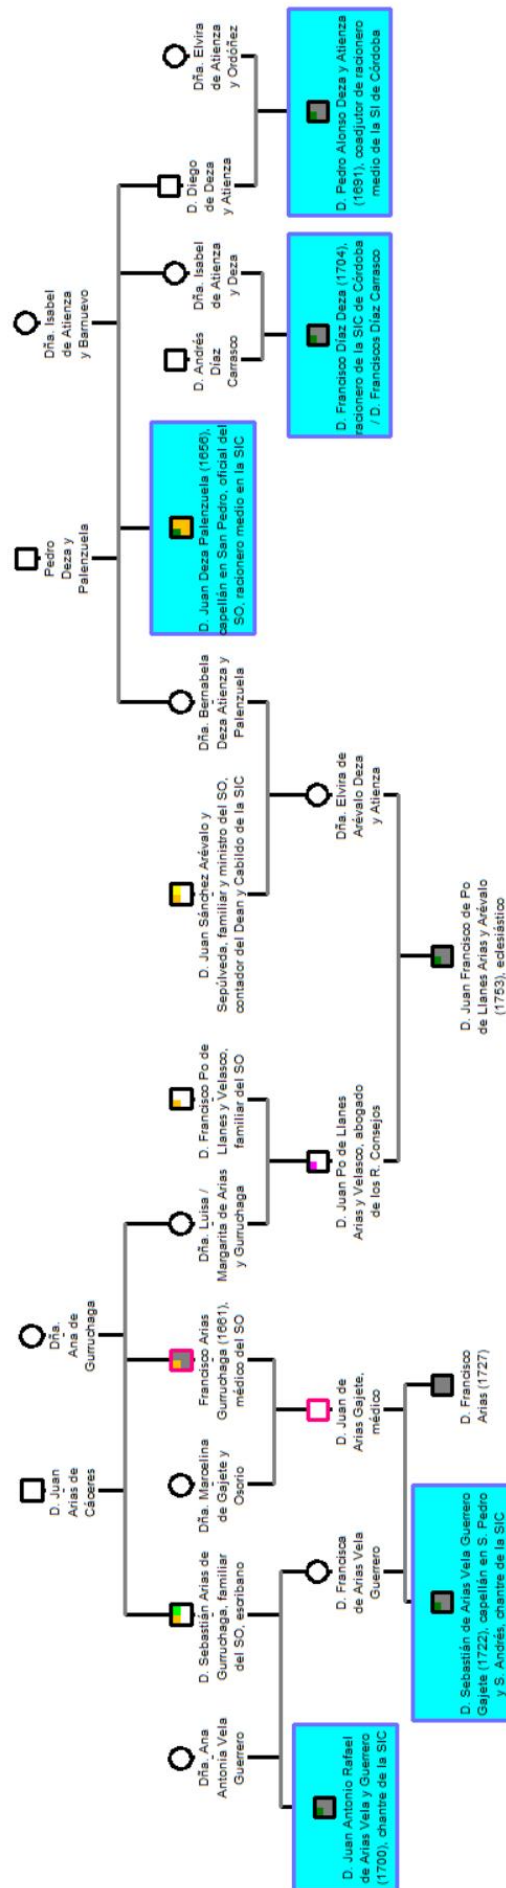 D. Juan
Arias de
Cáceres
Dña.
Ana de
Gurruchaga
Pedro
Deza y
Palenzuela
Dña. Isabel
de Atienza
y Barnuevo
Dña. Ana
Antonia Vela
Guerrero
D. Sebastián Arias de
Gurruchaga, familiar
del SO, escribano
Dña. Marcelina
de Gajete y
Osorio
Francisco Arias
Gurruchaga (1661),
médico del SO
Dña. Luisa /
Margarita de Arias
y Gurruchaga
D. Francisco Po de
Llanes y Velasco,
familiar del SO
D. Juan Sánchez Arévalo y
Sepúlveda, familiar y ministro del SO,
contador del Dean y Cabildo de la SIC
Dña. Bernabela
Deza Atienza y
Palenzuela
D. Juan Deza Palenzuela (1656),
capellán en San Pedro, oficial del
SO, racionero medio en la SIC
D. Andrés
Díaz
Carrasco
Dña. Isabel
de Atienza
y Deza
D. Diego
de Deza
y Atienza
Dña. Elvira
de Atienza
y Ordóñez
D. Juan Antonio Rafael
de Arias Vela y Guerrero
(1700), chantre de la SIC
D. Francisca
de Arias Vela
Guerrero
D. Juan de
Arias Gajete,
médico
D. Juan Po de Llanes
Arias y Velasco, abogado
de los R. Consejos
Dña. Elvira de
Arévalo Deza
y Atienza
D. Francisco Díaz Deza (1704),
racionero de la SIC de Córdoba
/ D. Franciscos Díaz Carrasco
D. Pedro Alonso Deza y Atienza
(1691), coadjutor de racionero
medio de la SI de Córdoba
D. Sebastián de Arias Vela Guerrero
Gajete (1722), capellán en S. Pedro
y S. Andrés, chantre de la SIC
D. Francisco
Arias (1727)
D. Juan Francisco de Po
de Llanes Arias y Arévalo
(1753), eclesiástico